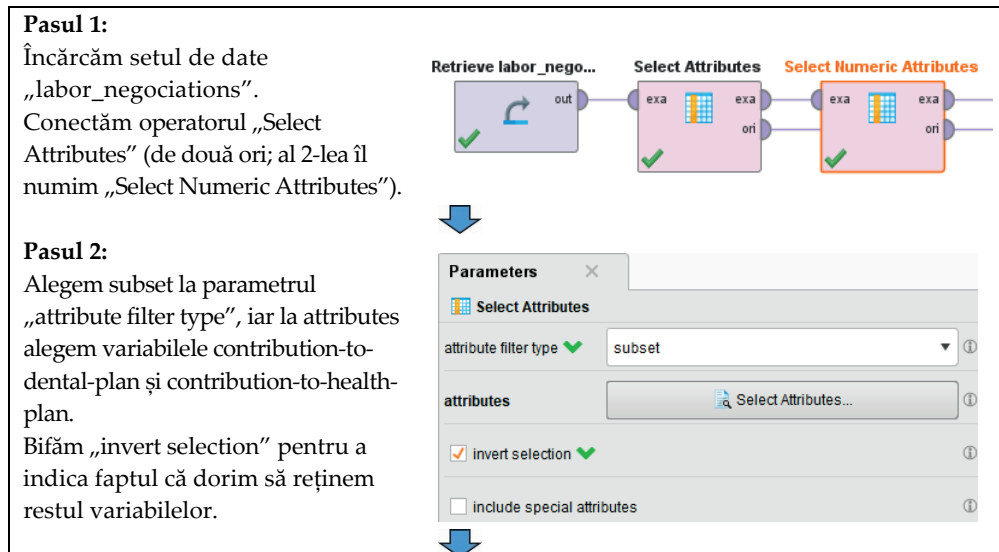 Pasul 1:
Încărcăm setul de date
„labor_negociations”.
Conectăm operatorul „Select
Attributes” (de două ori; al 2-lea îl
numim „Select Numeric Attributes”).
Retrieve labor_nego...
Select Attributes
Select Numeric Attributes
out
exa
exa
ori
exa
exa
ori
Pasul 2:
Alegem subset la parametrul
„attribute filter type”, iar la attributes
alegem variabilele contribution-to-
dental-plan și contribution-to-health-
plan.
Bifăm „invert selection” pentru a
indica faptul că dorim să reținem
restul variabilelor.
Parameters
Select Attributes
attribute filter type
subset
attributes
Select Attributes...
invert selection
include special attributes